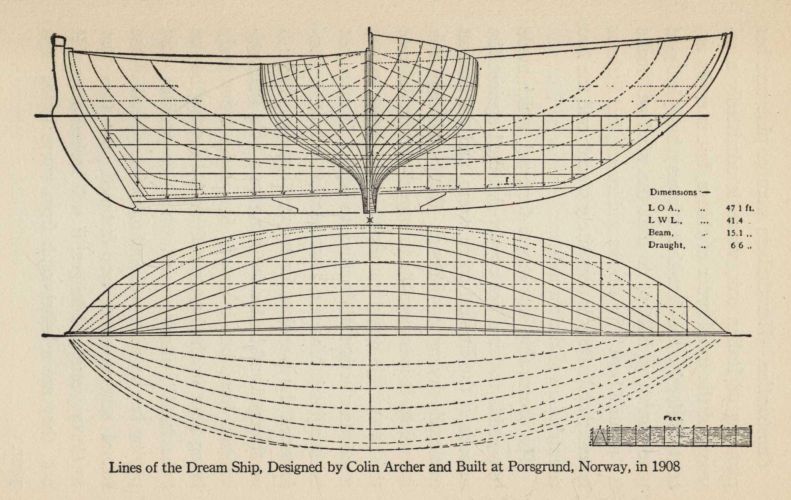 Dimensions:—
L O A., .. 47 1 ft.
L W L., ... 41.4 .
Beam, .. 15.1 ..
Draught, .. 6 6 ..
FEET.
Lines of the Dream Ship, Designed by Colin Archer and Built at Porsgrund, Norway, in 1908